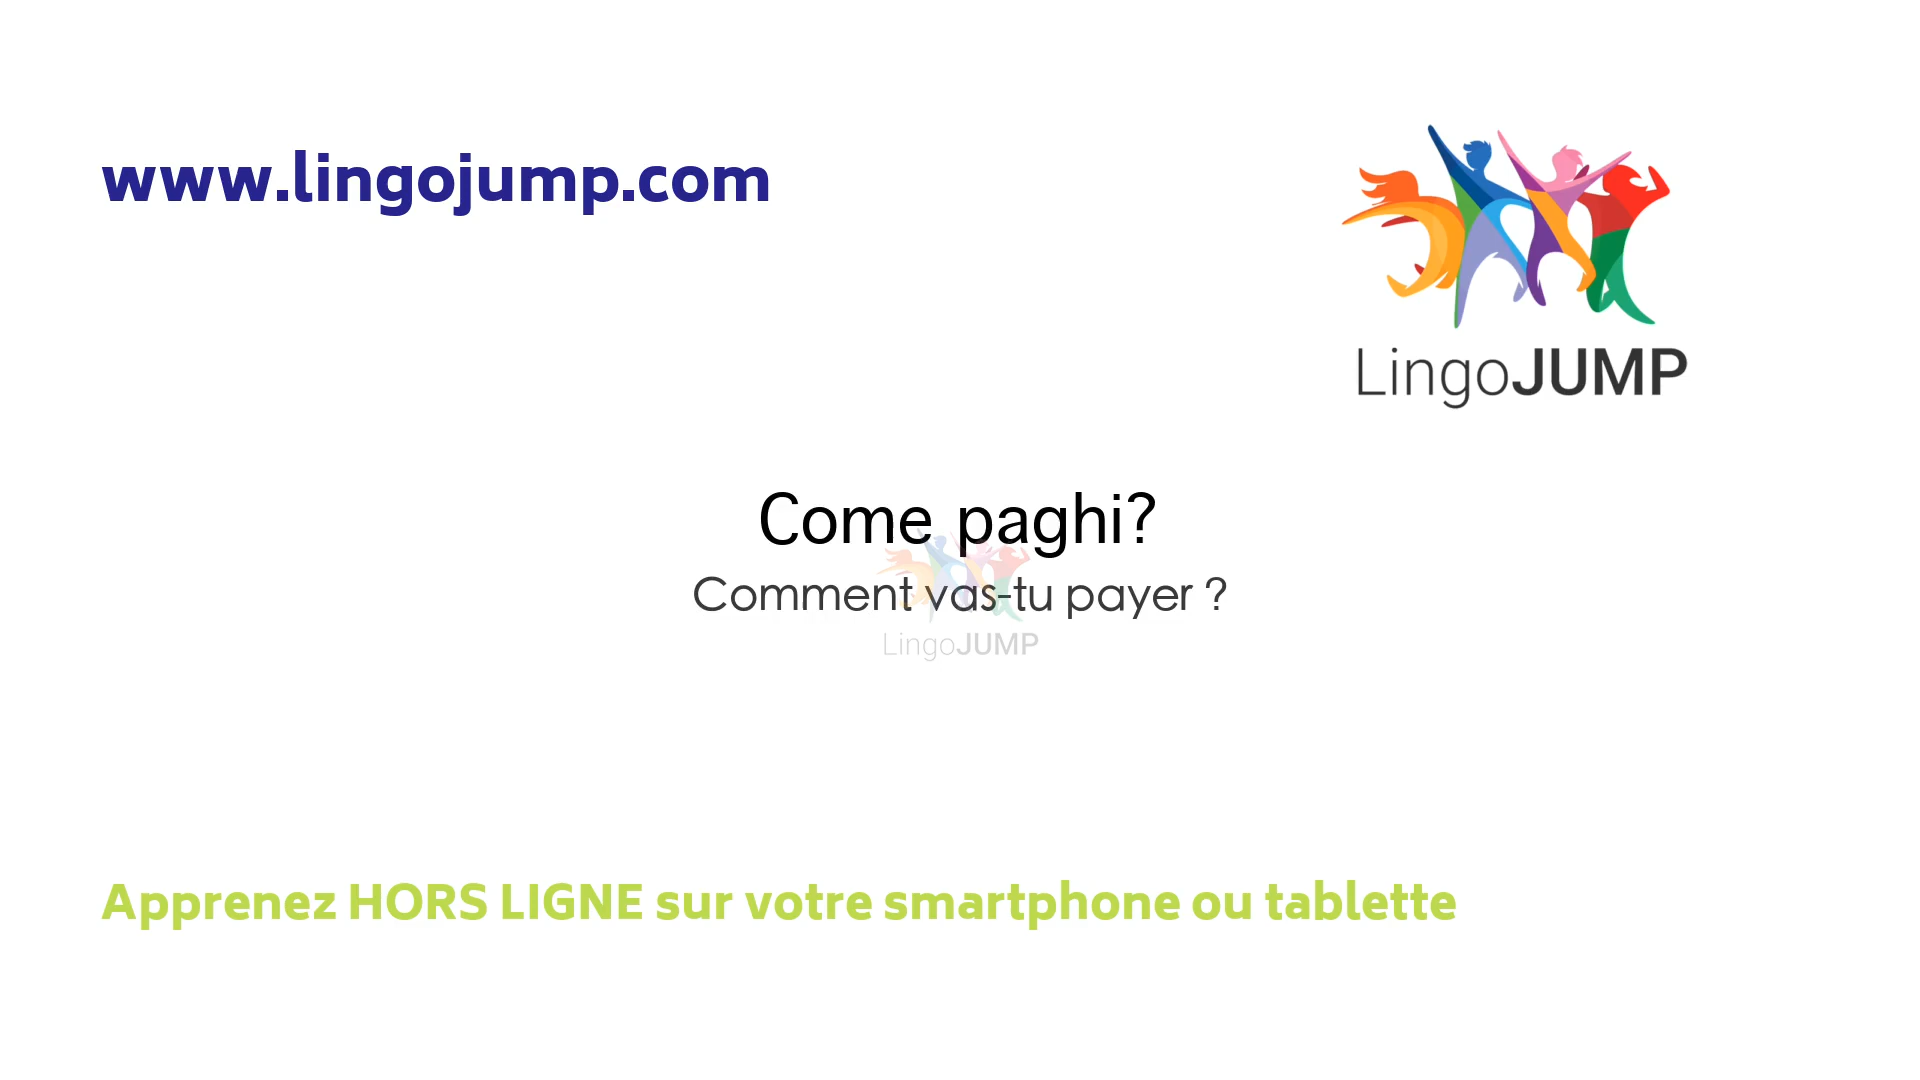 www.lingojump.com
LingoJUMP
Come paghi?
Comment vas-tu payer ?
LingoJUMP
Apprenez HORS LIGNE sur votre smartphone ou tablette